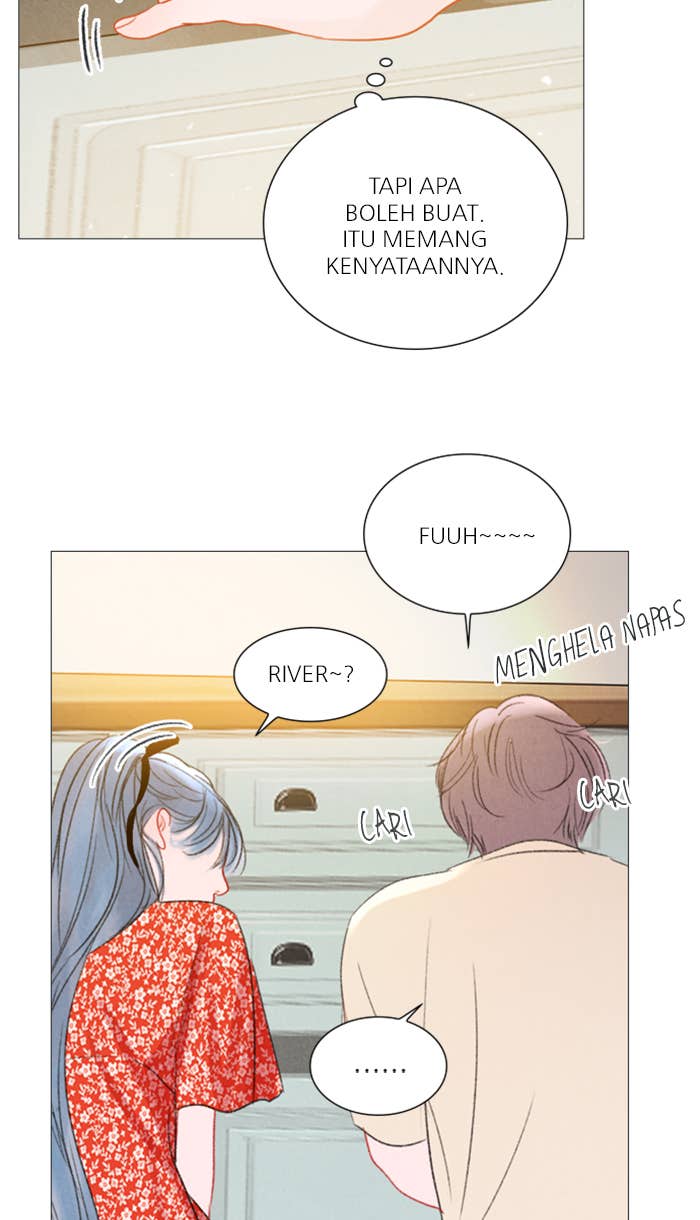 TAPI APA
BOLEH BUAT.
ITU MEMANG
KENYATAANNYA.
FUUH~~~~
MENGHELA NAPAS
RIVER~?
CARI
CARI
......